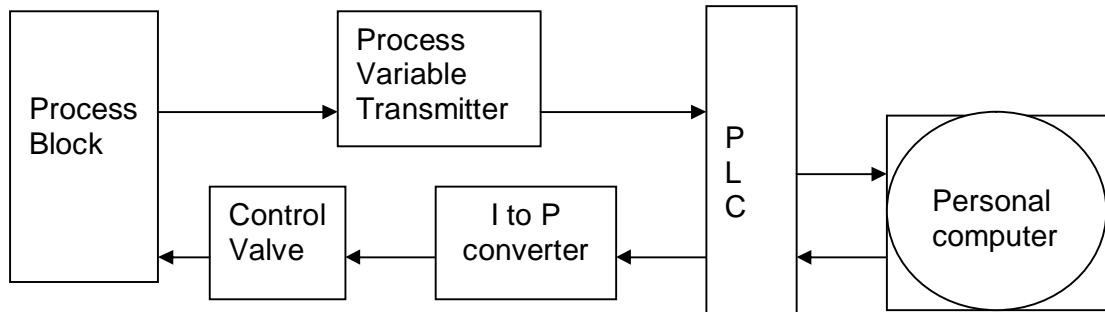 Process
Variable
Transmitter
Process
Block
P
L
C
Control
Valve
I to P
converter
Personal
computer